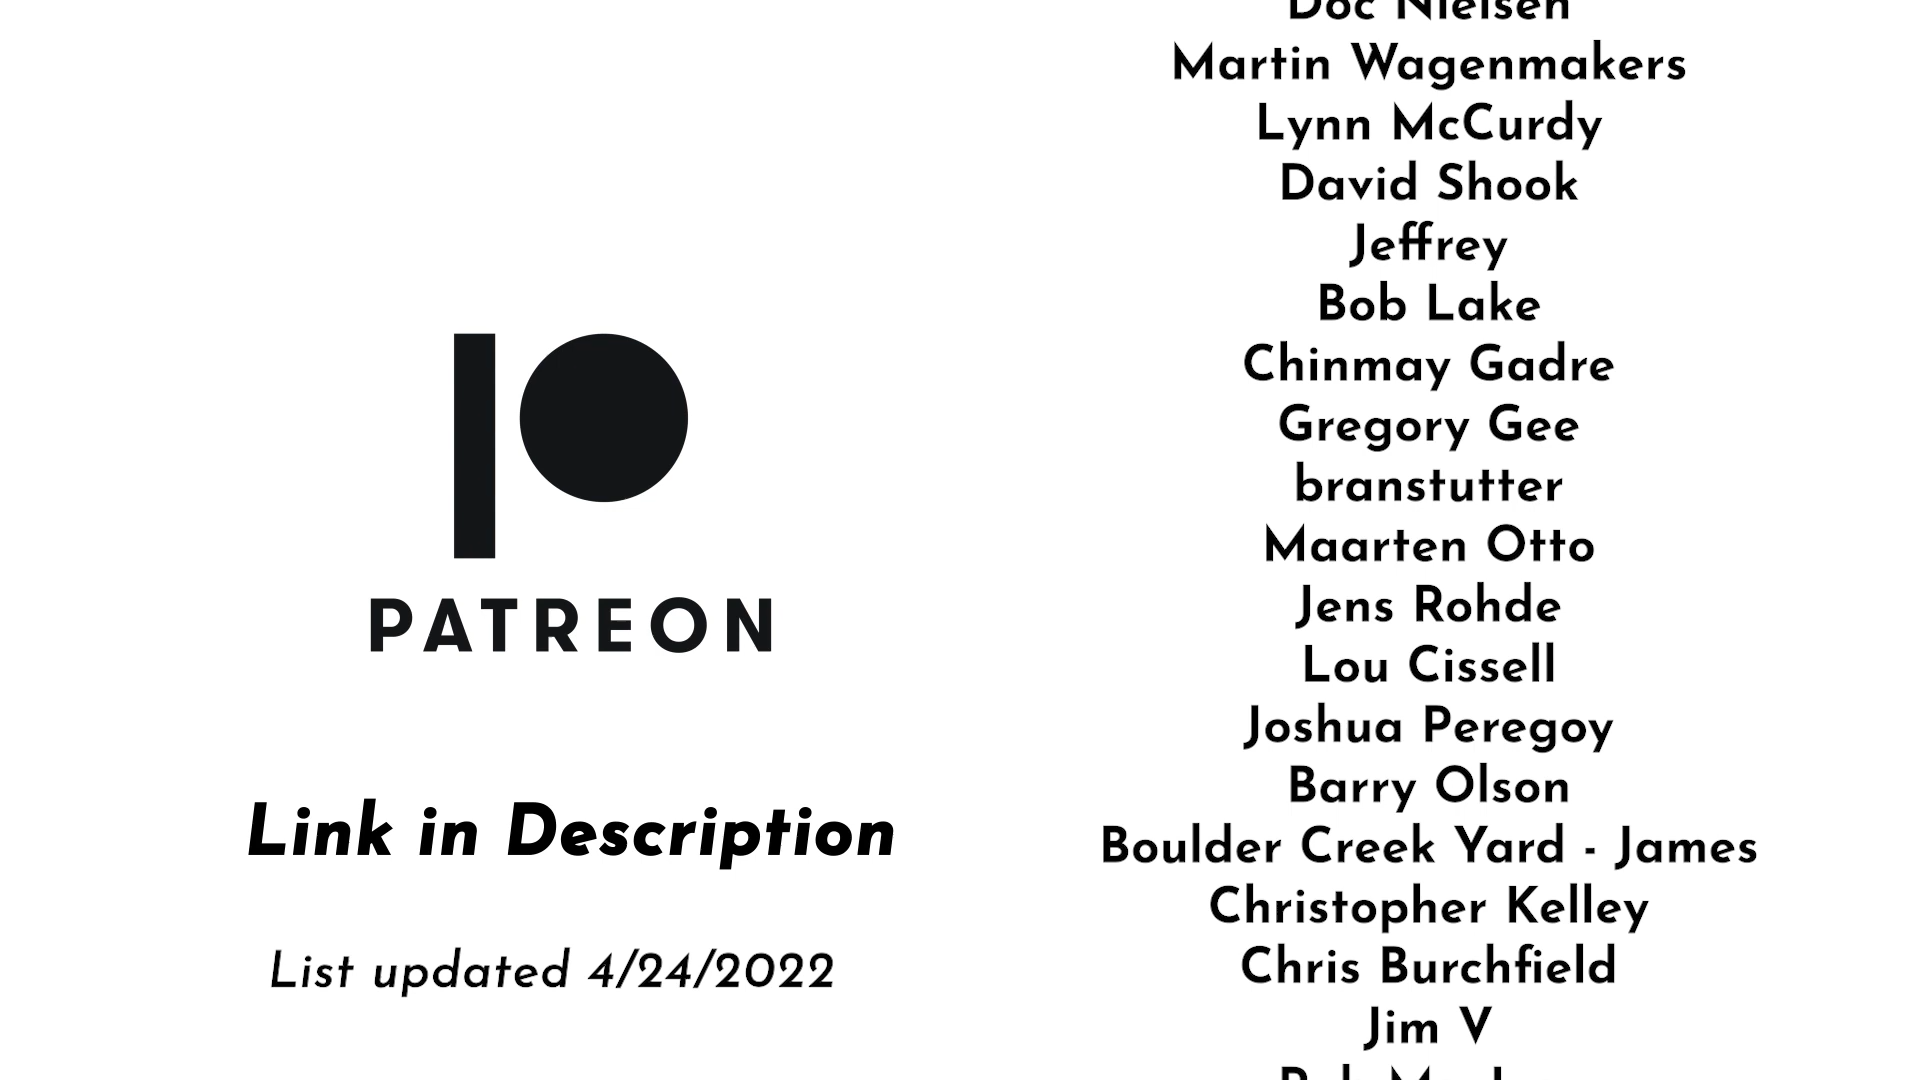 PATREON
Link in Description
List updated 4/24/2022
Doc Nielsen
Martin Wagenmakers
Lynn McCurdy
David Shook
Jeffrey
Bob Lake
Chinmay Gadre
Gregory Gee
branstutter
Maarten Otto
Jens Rohde
Lou Cissell
Joshua Peregoy
Barry Olson
Boulder Creek Yard - James
Christopher Kelley
Chris Burchfield
Jim V